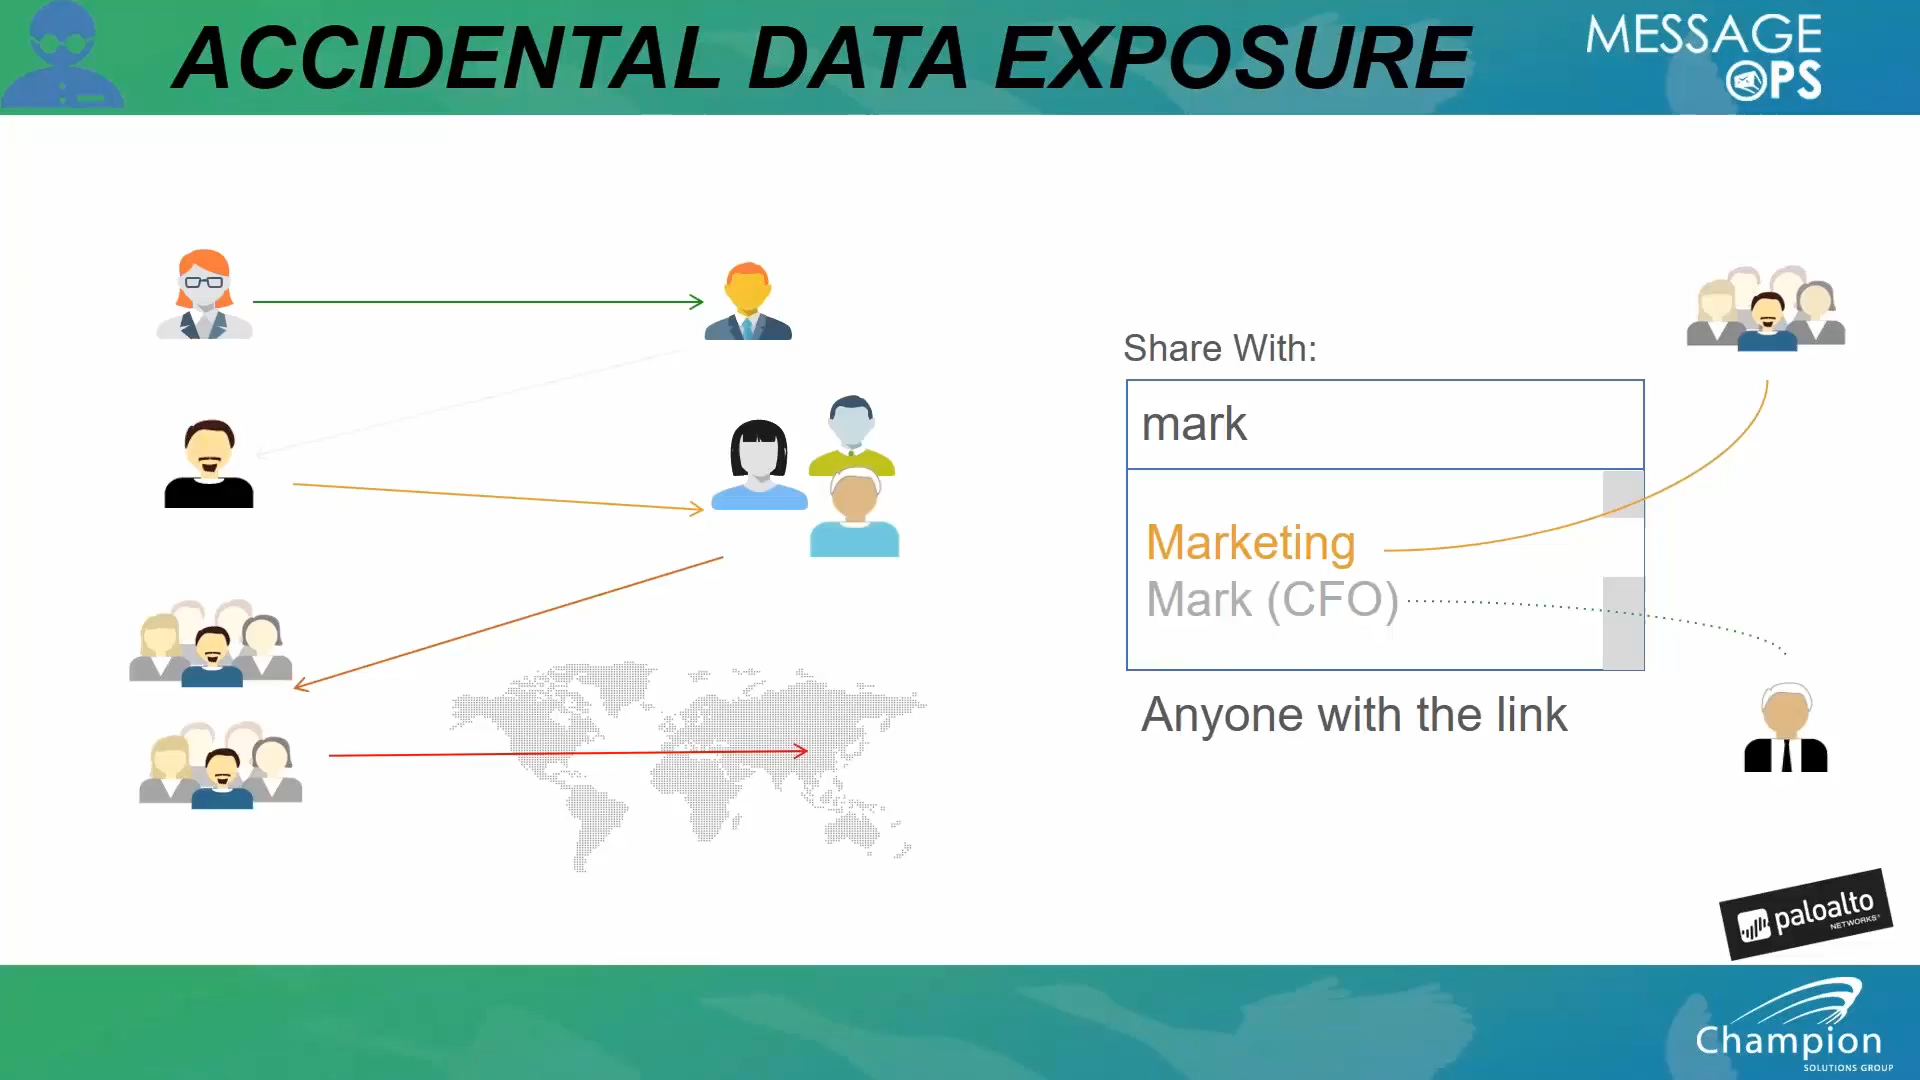 ACCIDENTAL DATA EXPOSURE
MESSAGE
OPS
Share With:
mark
Marketing
Mark (CFO)
Anyone with the link
paloalto
NETWORKS®
Champion
SOLUTIONS GROUP